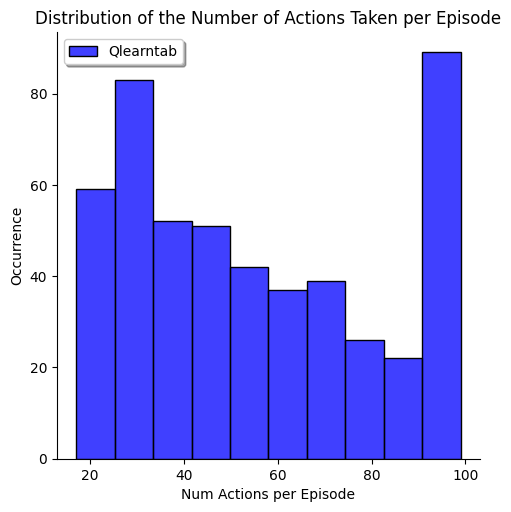 Distribution of the Number of Actions Taken per Episode
Qlearntab
80
60
40
20
0
Occurrence
20 40 60 80 100
Num Actions per Episode